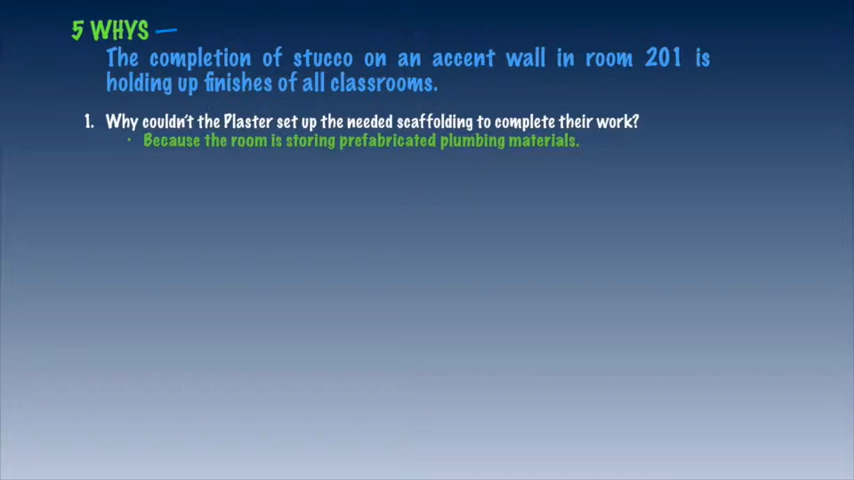 5 WHYS —
The completion of stucco on an accent wall in room 201 is
holding up finishes of all classrooms.
1. Why couldn't the Plaster set up the needed scaffolding to complete their work?
· Because the room is storing prefabricated plumbing materials.